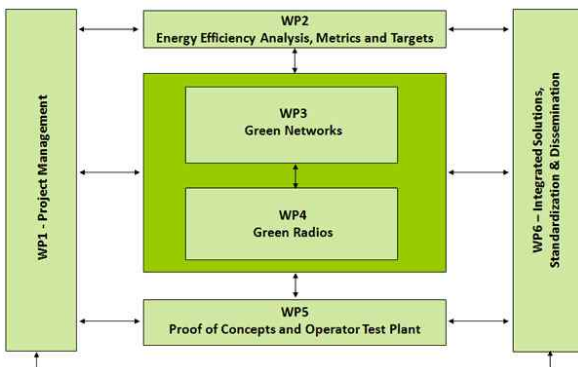 WP1 - Project Management
WP2
Energy Efficiency Analysis, Metrics and Targets
WP3
Green Networks
WP4
Green Radios
WP5
Proof of Concepts and Operator Test Plant
WP6 – Integrated Solutions,
Standardization & Dissemination